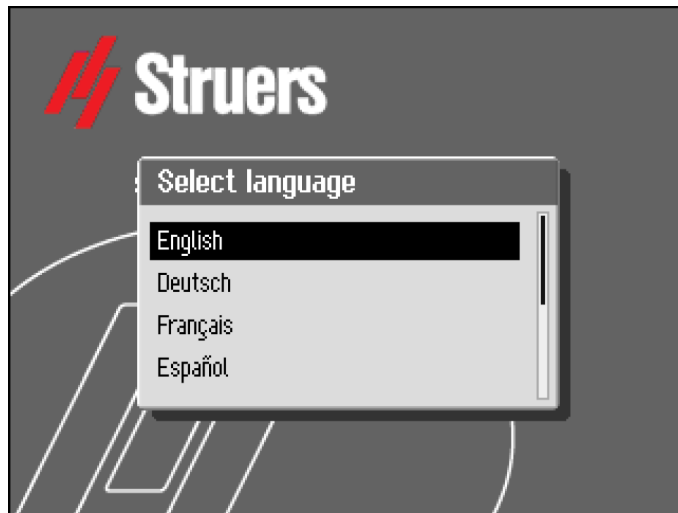 Struers
Select language
English
Deutsch
Français
Español